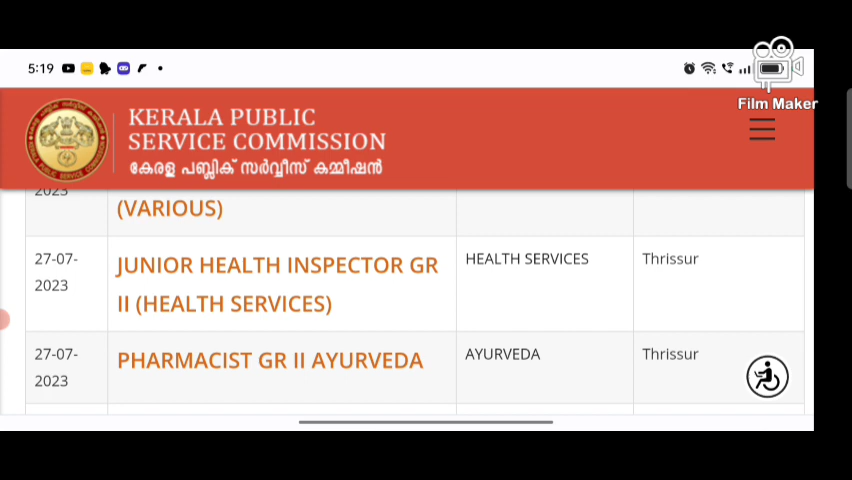 5:19
Film Maker
KERALA PUBLIC
SERVICE COMMISSION
കേരള പബ്ലിക് സർവ്വീസ് കമ്മീഷൻ
2023
(VARIOUS)
27-07-
2023
JUNIOR HEALTH INSPECTOR GR
II (HEALTH SERVICES)
HEALTH SERVICES
Thrissur
27-07-
2023
PHARMACIST GR II AYURVEDA
AYURVEDA
Thrissur